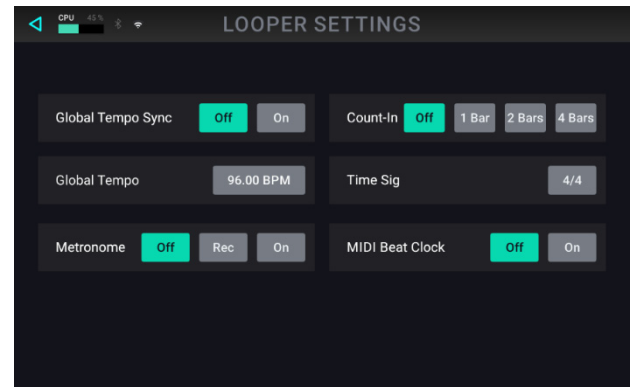 CPU 45% LOOPER SETTINGS
Global Tempo Sync Off On
Count-In Off 1 Bar 2 Bars 4 Bars
Global Tempo 96.00 BPM
Time Sig 4/4
Metronome Off Rec On
MIDI Beat Clock Off On